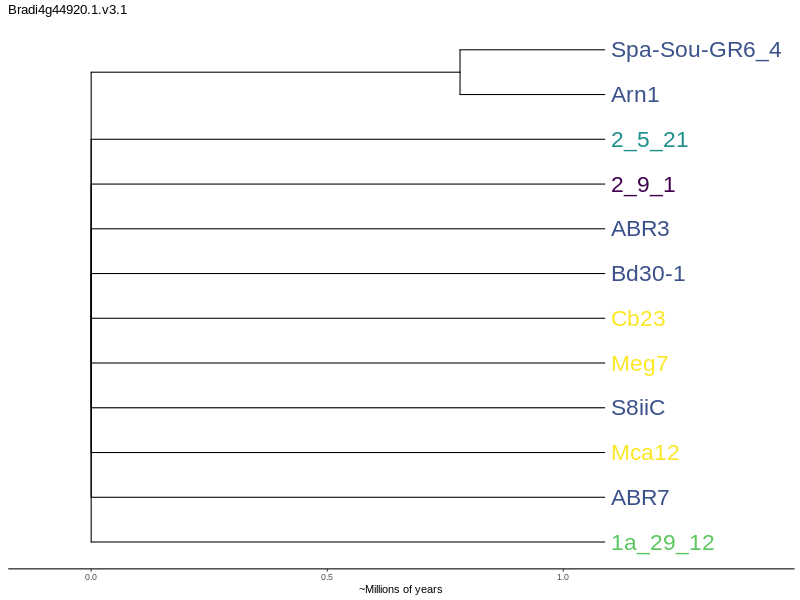 Bradi4g44920.1.v3.1
Spa-Sou-GR6_4
Arn1
2_5_21
2_9_1
ABR3
Bd30-1
Cb23
Meg7
S8iiC
Mca12
ABR7
1a_29_12
0.0 0.5 1.0
~Millions of years